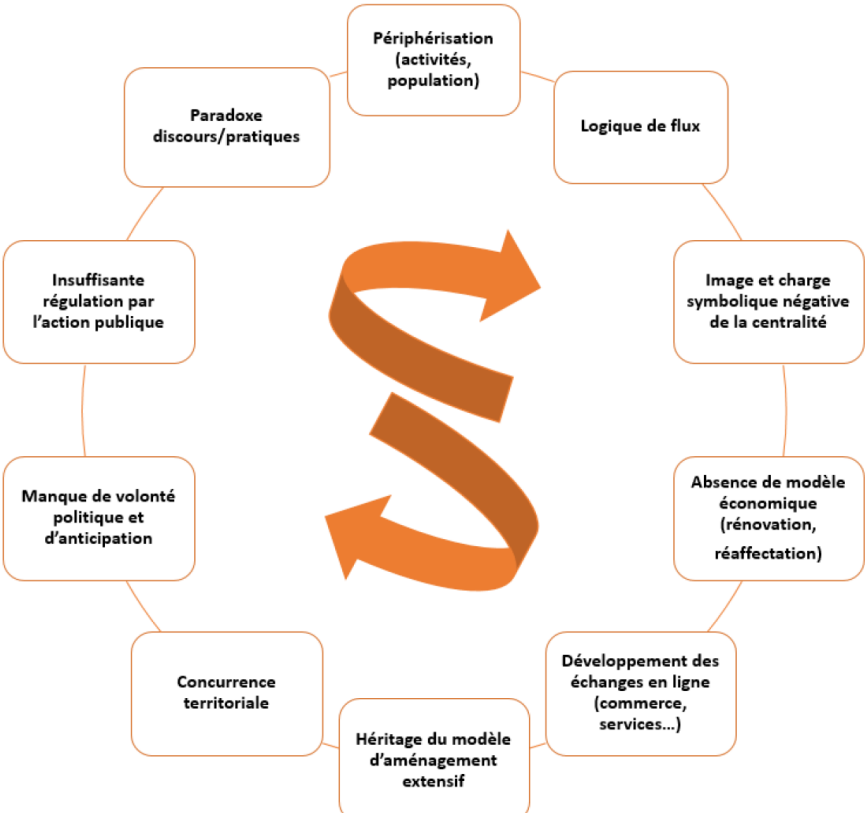 Périphérisation
(activités,
population)
Logique de flux
Image et charge
symbolique négative
de la centralité
Absence de modèle
économique
(rénovation,
réaffectation)
Développement des
échanges en ligne
(commerce,
services…)
Héritage du modèle
d'aménagement
extensif
Concurrence
territoriale
Manque de volonté
politique et
d'anticipation
Insuffisante
régulation par
l'action publique
Paradoxe
discours/pratiques